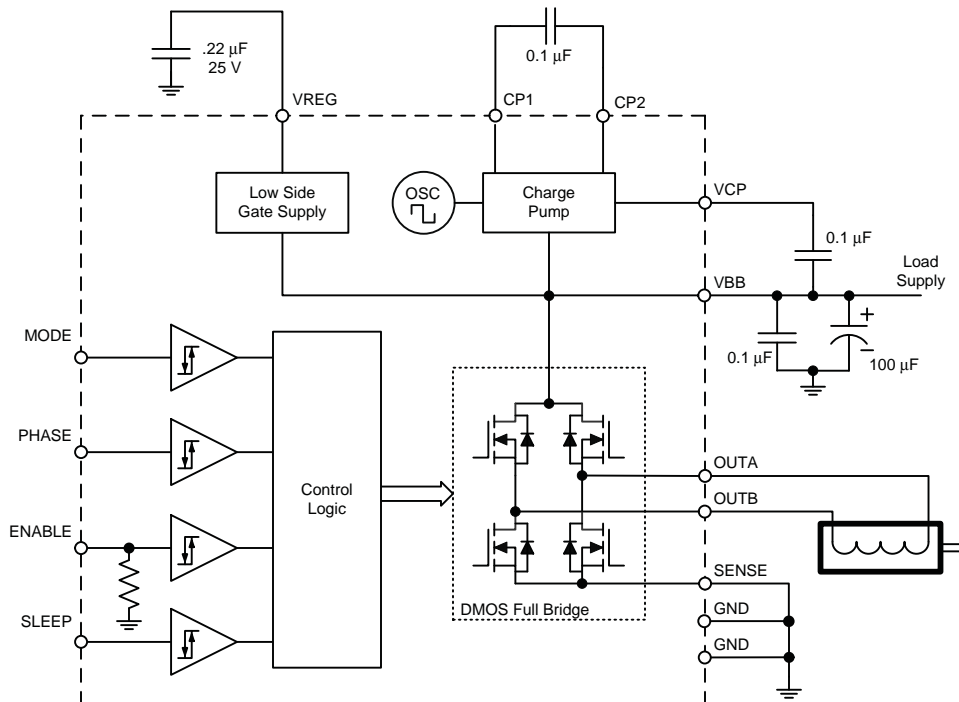 .22 µF
25 V
0.1 µF
VREG
CP1
CP2
Low Side
Gate Supply
OSC
Charge
Pump
VCP
0.1 µF
Load
Supply
VBB
MODE
+
0.1 µF
–
100 µF
PHASE
OUTA
Control
Logic
OUTB
ENABLE
SENSE
DMOS Full Bridge
GND
SLEEP
GND